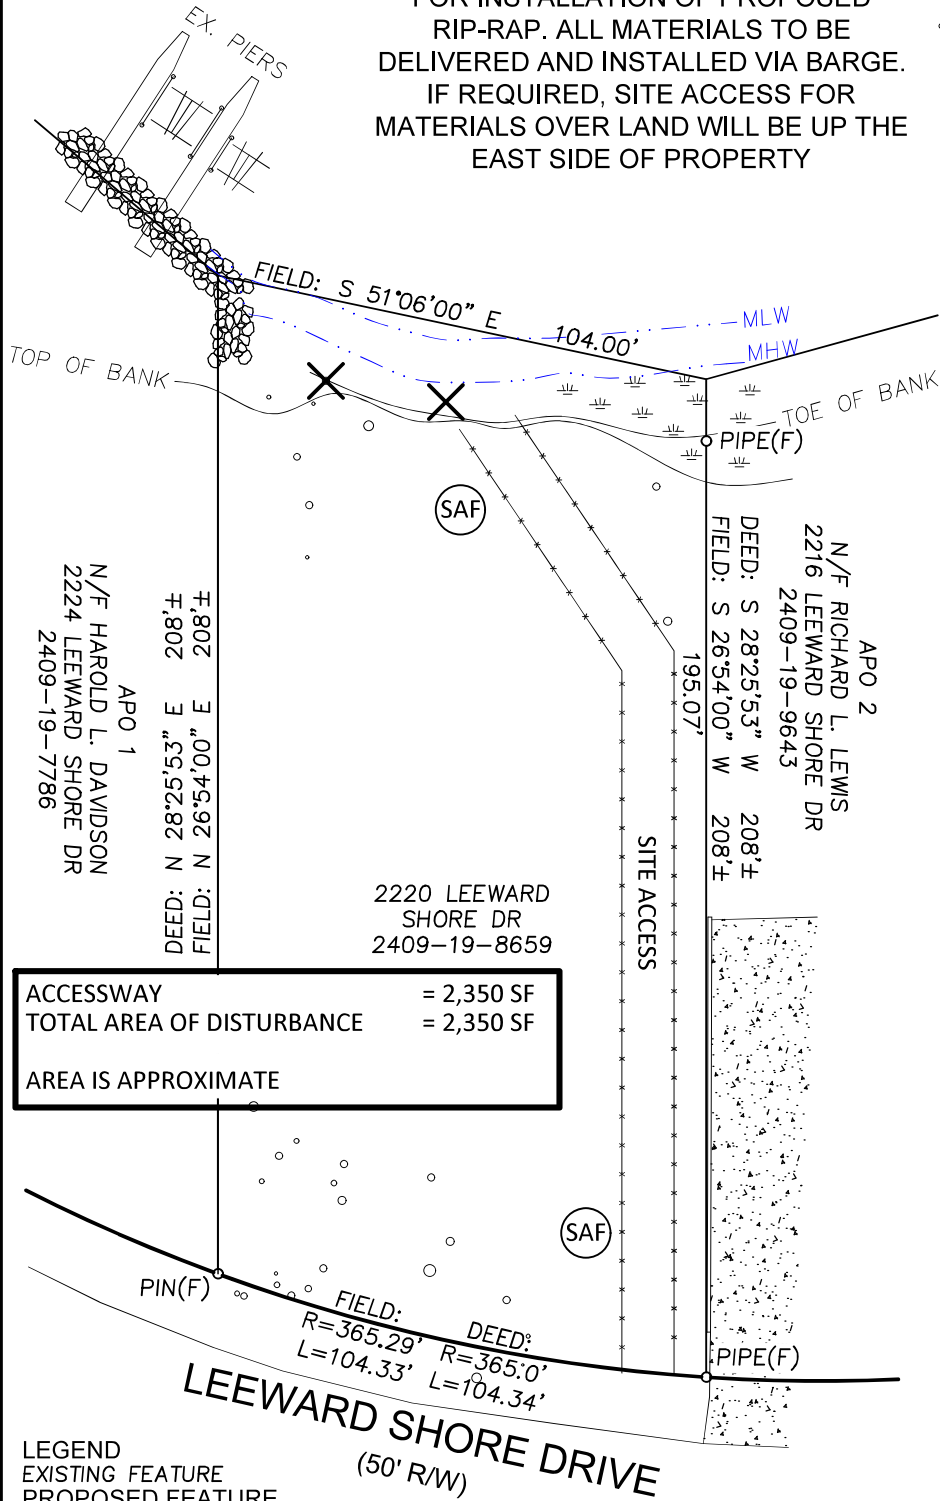 FOR INSTALLATION OF PROPOSED
RIP-RAP. ALL MATERIALS TO BE
DELIVERED AND INSTALLED VIA BARGE.
IF REQUIRED, SITE ACCESS FOR
MATERIALS OVER LAND WILL BE UP THE
EAST SIDE OF PROPERTY
EX. PIERS
FIELD: S 51°06'00" E
104.00'
MLW
MHW
TOP OF BANK
TOE OF BANK
PIPE(F)
SAF
APO 1
N/F HAROLD L. DAVIDSON
2224 LEEWARD SHORE DR
2409-19-7786
DEED: N 28°25'53" E 208'±
FIELD: N 26°54'00" E 208'±
APO 2
N/F RICHARD L. LEWIS
2216 LEEWARD SHORE DR
2409-19-9643
DEED: S 28°25'53" W 208'±
FIELD: S 26°54'00" W 208'±
195.07'
SITE ACCESS
2220 LEEWARD
SHORE DR
2409-19-8659
ACCESSWAY = 2,350 SF
TOTAL AREA OF DISTURBANCE = 2,350 SF
AREA IS APPROXIMATE
SAF
PIN(F)
FIELD:
R=365.29'
L=104.33'
DEED:
R=365.0'
L=104.34'
PIPE(F)
LEEWARD SHORE DRIVE
(50' R/W)
LEGEND
EXISTING FEATURE
PROPOSED FEATURE